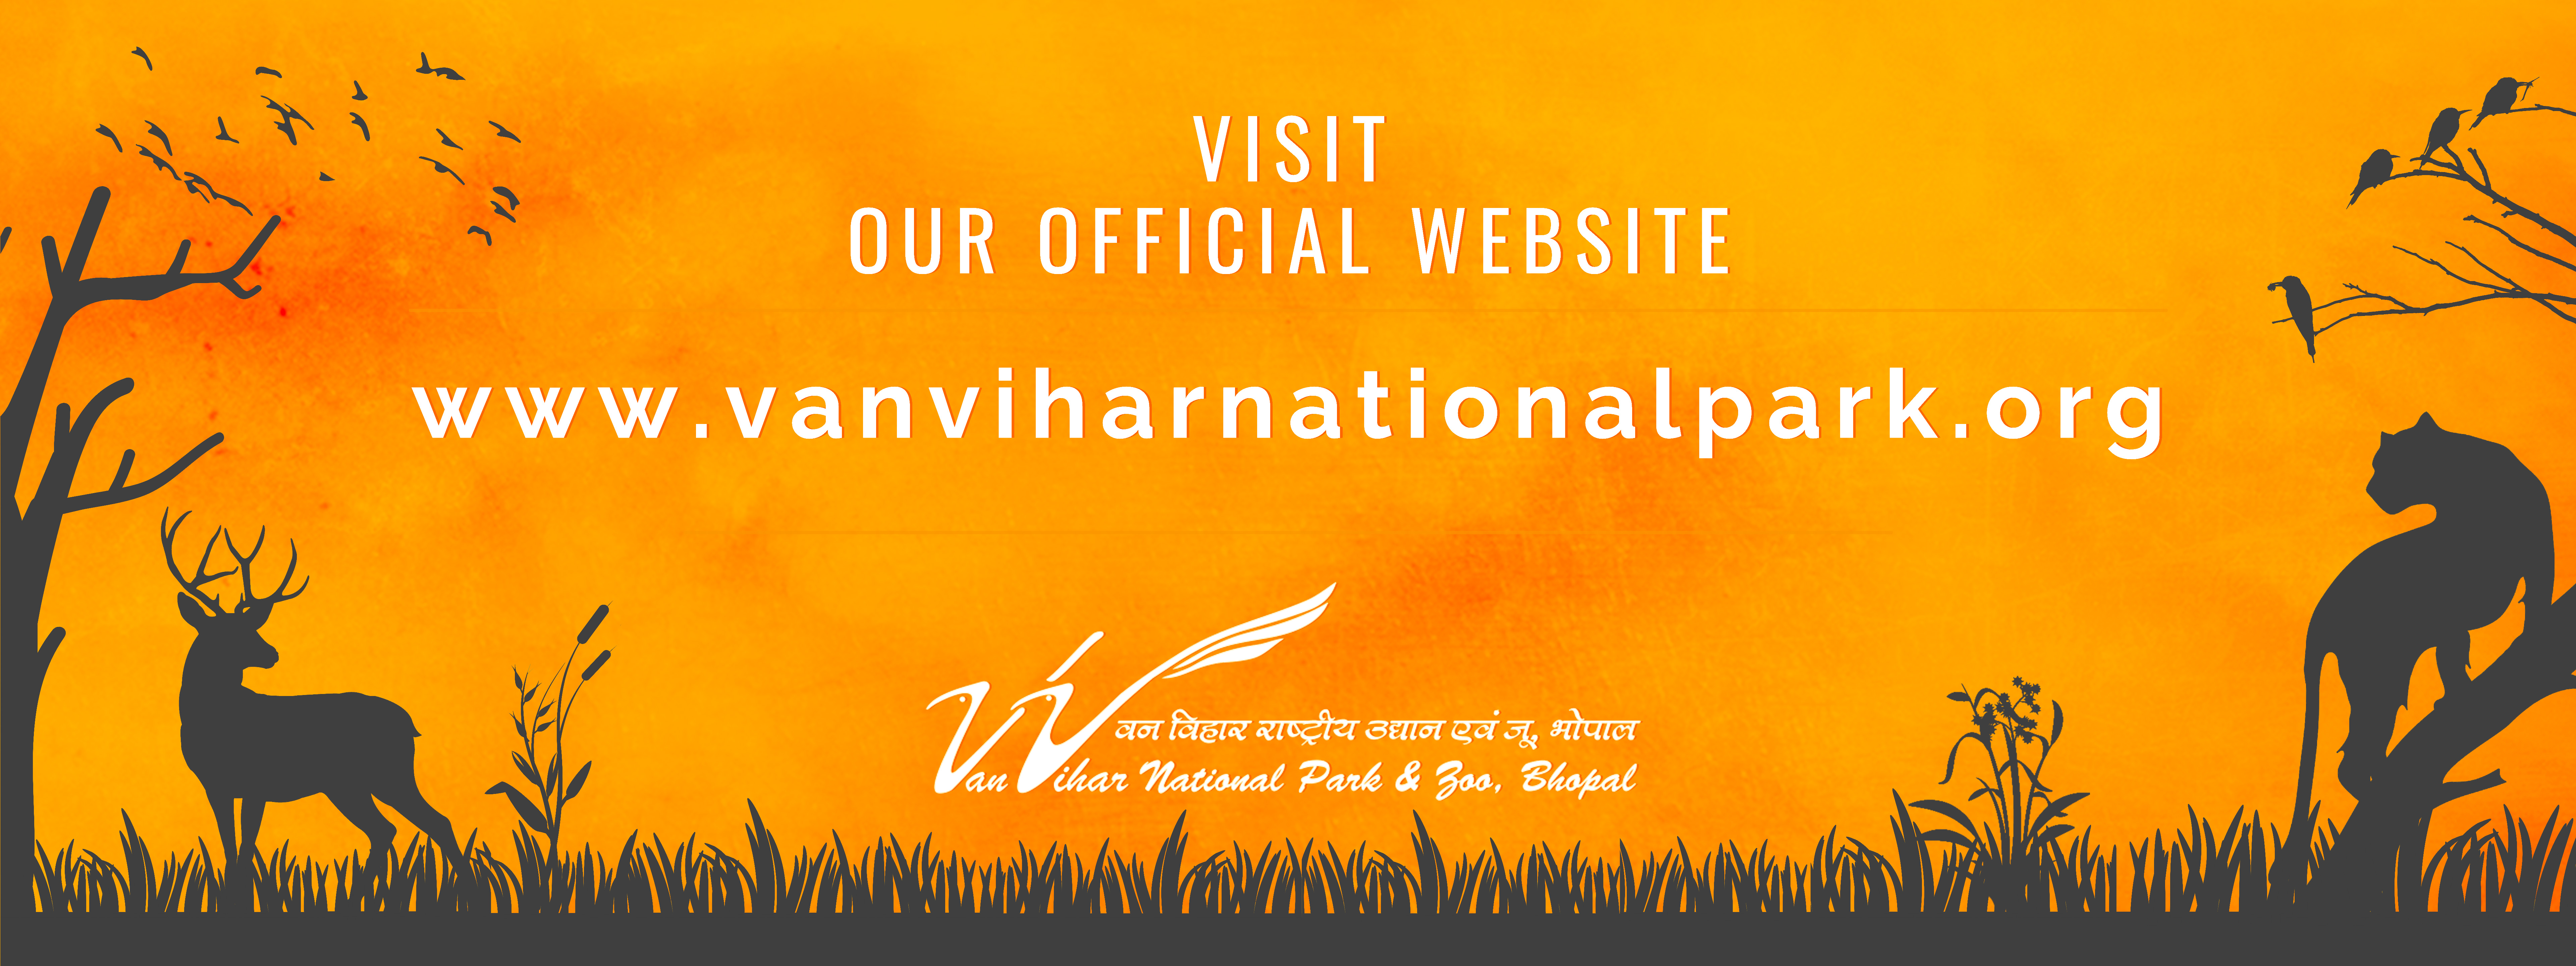 VISIT
OUR OFFICIAL WEBSITE
www.vanviharnationalpark.org
वन विहार राष्ट्रीय उद्यान एवं जू, भोपाल
Van Vihar National Park & Zoo, Bhopal